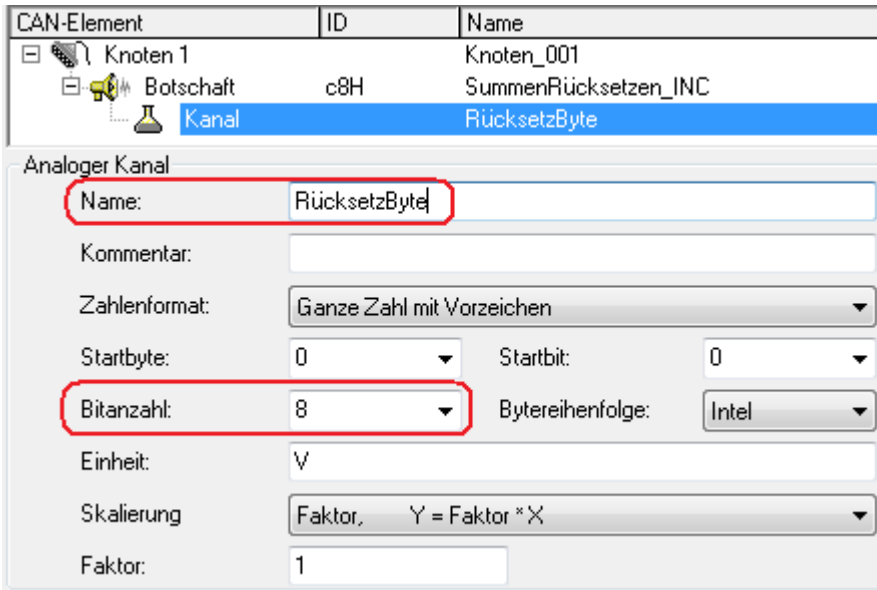 CAN-Element ID Name
Knoten 1 Knoten_001
Botschaft c8H SummenRücksetzen_INC
Kanal RücksetzByte
Analoger Kanal
Name: RücksetzByte
Kommentar:
Zahlenformat: Ganze Zahl mit Vorzeichen
Startbyte: 0 Startbit: 0
Bitanzahl: 8 Bytereihenfolge: Intel
Einheit: V
Skalierung Faktor, Y = Faktor * X
Faktor: 1